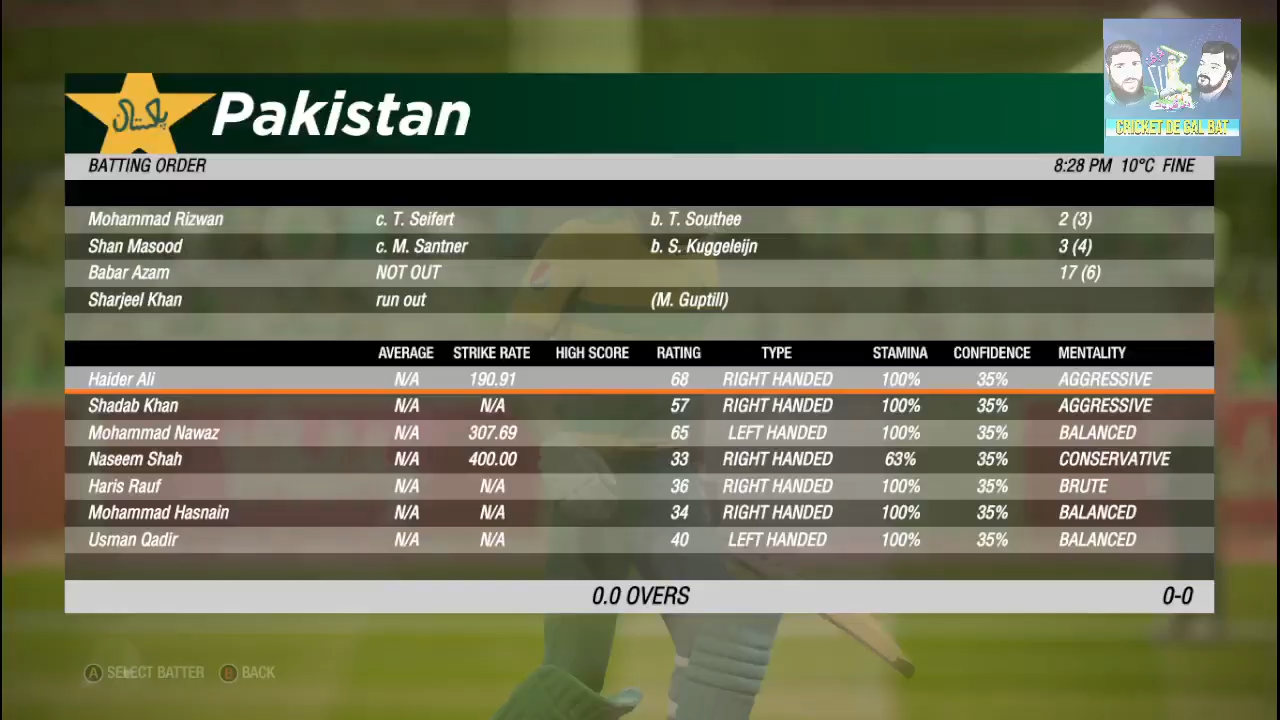 پاکستان
Pakistan
CRICKET DE GAL BAT
BATTING ORDER 8:28 PM 10°C FINE
Mohammad Rizwan c. T. Seifert b. T. Southee 2 (3)
Shan Masood c. M. Santner b. S. Kuggeleijn 3 (4)
Babar Azam NOT OUT 17 (6)
Sharjeel Khan run out (M. Guptill)
AVERAGE STRIKE RATE HIGH SCORE RATING TYPE STAMINA CONFIDENCE MENTALITY
Haider Ali N/A 190.91 68 RIGHT HANDED 100% 35% AGGRESSIVE
Shadab Khan N/A N/A 57 RIGHT HANDED 100% 35% AGGRESSIVE
Mohammad Nawaz N/A 307.69 65 LEFT HANDED 100% 35% BALANCED
Naseem Shah N/A 400.00 33 RIGHT HANDED 63% 35% CONSERVATIVE
Haris Rauf N/A N/A 36 RIGHT HANDED 100% 35% BRUTE
Mohammad Hasnain N/A N/A 34 RIGHT HANDED 100% 35% BALANCED
Usman Qadir N/A N/A 40 LEFT HANDED 100% 35% BALANCED
0.0 OVERS 0-0
A SELECT BATTER B BACK